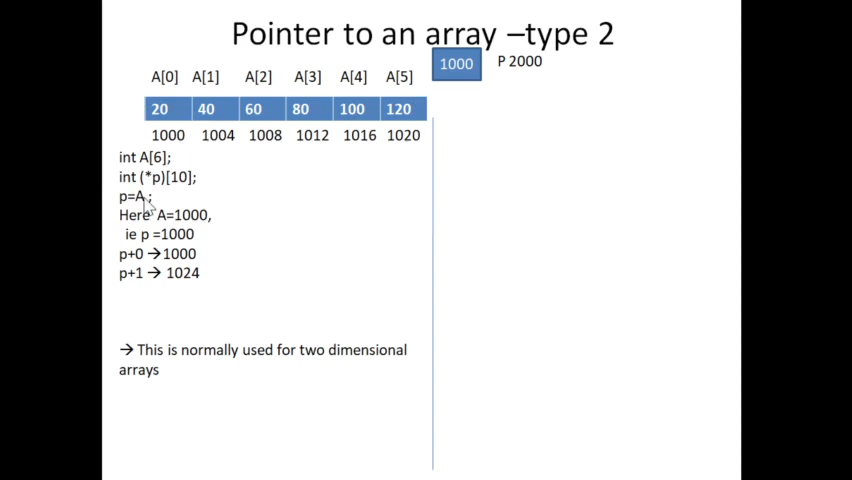 Pointer to an array –type 2
1000 P 2000
A[0] A[1] A[2] A[3] A[4] A[5]
20 40 60 80 100 120
1000 1004 1008 1012 1016 1020
int A[6];
int (*p)[10];
p=A ;
Here A=1000,
ie p =1000
p+0 →1000
p+1 → 1024
→ This is normally used for two dimensional
arrays